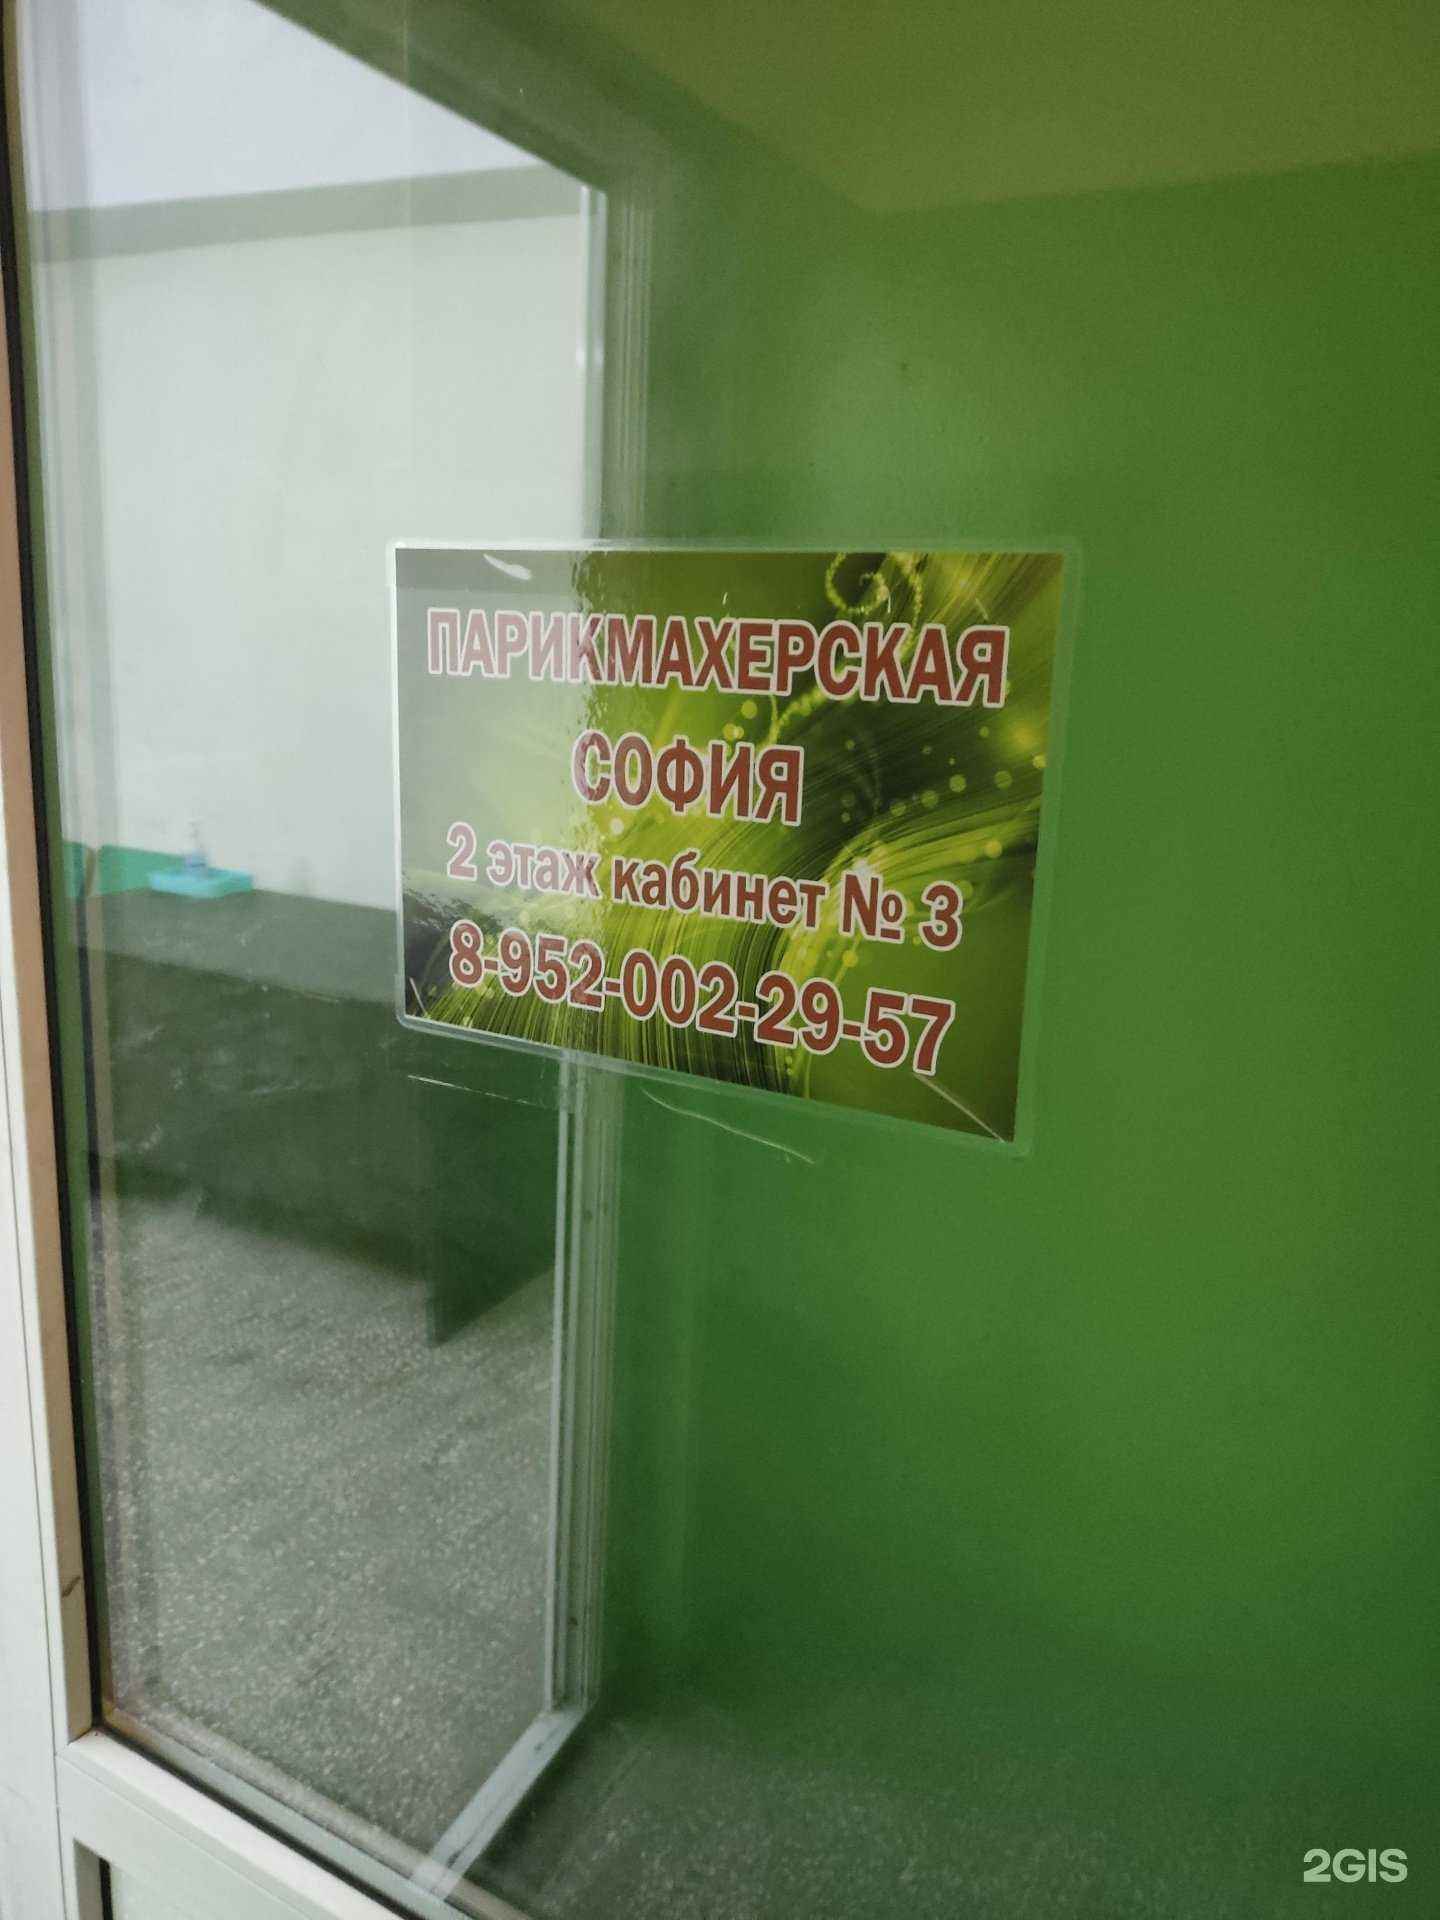 ПАРИКМАХЕРСКАЯ
СОФИЯ
2 этаж кабинет № 3
8-952-002-29-57
2GIS